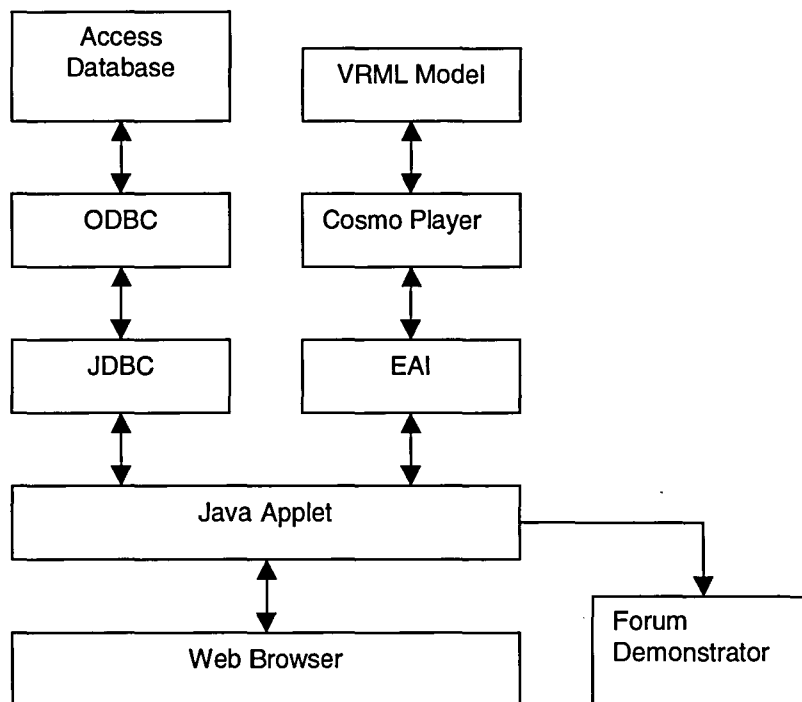 Access
Database
VRML Model
ODBC
Cosmo Player
JDBC
EAI
Java Applet
Forum
Demonstrator
Web Browser